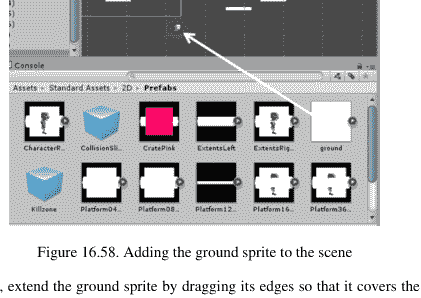 Console
Assets ▸ Standard Assets ▸ 2D ▸ Prefabs
CharacterR... CollisionSli... CratePink ExtentsLeft ExtentsRig... ground
Killzone Platform04... Platform08... Platform12... Platform16... Platform36...
Figure 16.58. Adding the ground sprite to the scene
, extend the ground sprite by dragging its edges so that it covers the